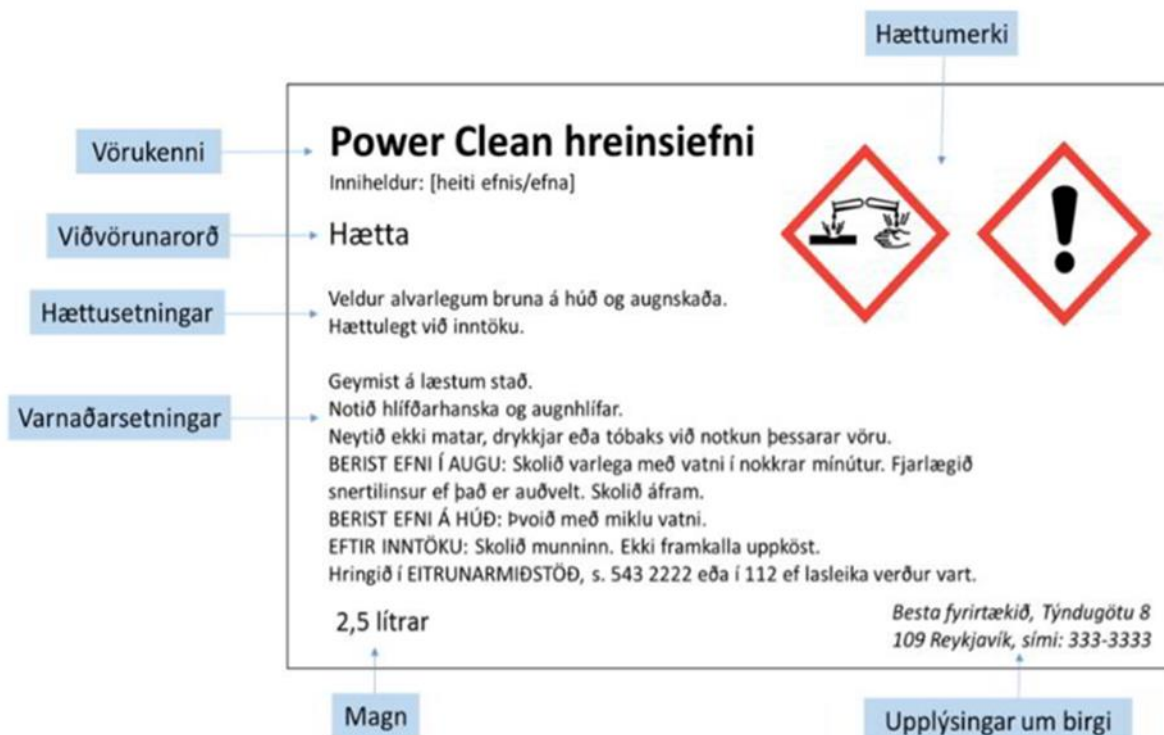 Hættumerki
Vörukenni
Power Clean hreinsiefni
Inniheldur: [heiti efnis/efna]
Viðvörunarorð
Hætta
Hættusetningar
Veldur alvarlegum bruna á húð og augnskaða.
Hættulegt við inntöku.
Varnaðarsetningar
Geymist á læstum stað.
Notið hlífðarhanska og augnhlífar.
Neytið ekki matar, drykkjar eða tóbaks við notkun þessarar vöru.
BERIST EFNI Í AUGU: Skolið varlega með vatni í nokkrar mínútur. Fjarlægið
snertilinsur ef það er auðvelt. Skolið áfram.
BERIST EFNI Á HÚÐ: Þvoið með miklu vatni.
EFTIR INNTÖKU: Skolið munninn. Ekki framkalla uppköst.
Hringið í EITRUNARMIÐSTÖÐ, s. 543 2222 eða í 112 ef lasleika verður vart.
2,5 lítrar
Besta fyrirtækið, Týndugötu 8
109 Reykjavík, sími: 333-3333
Magn
Upplýsingar um birgi